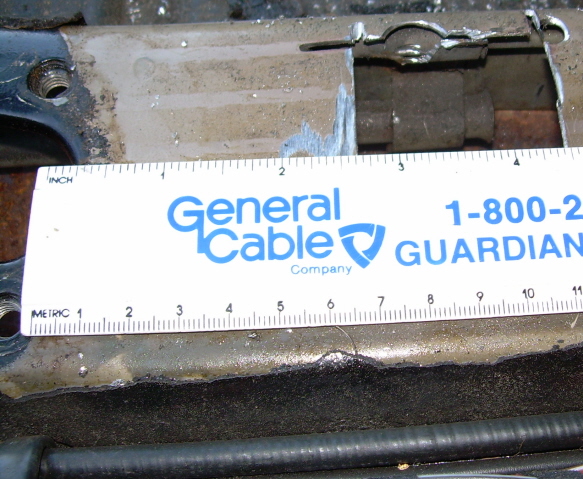 INCH 1 2 3 4
General
Cable
Company
1-800-2
GUARDIAN
METRIC 1 2 3 4 5 6 7 8 9 10 11